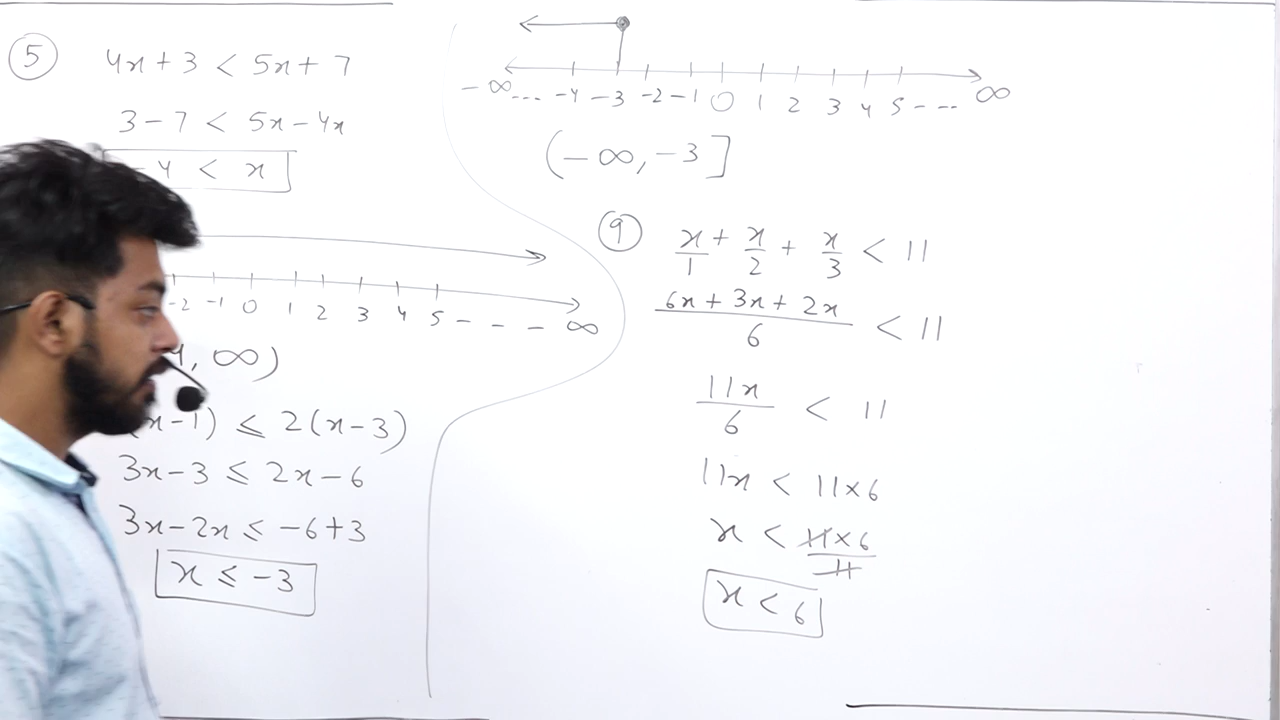 5 4x + 3 < 5x + 7
3 - 7 < 5x - 4x
-4 < x
-2 -1 0 1 2 3 4 5 - - - ∞
, ∞)
(x-1) ≤ 2(x-3)
3x - 3 ≤ 2x - 6
3x - 2x ≤ -6 + 3
x ≤ -3
-∞ ... -4 -3 -2 -1 0 1 2 3 4 5 - -- ∞
(-∞, -3]
9 x/1 + x/2 + x/3 < 11
(6x + 3x + 2x)/6 < 11
11x/6 < 11
11x < 11×6
x < 11×6/11
x < 6